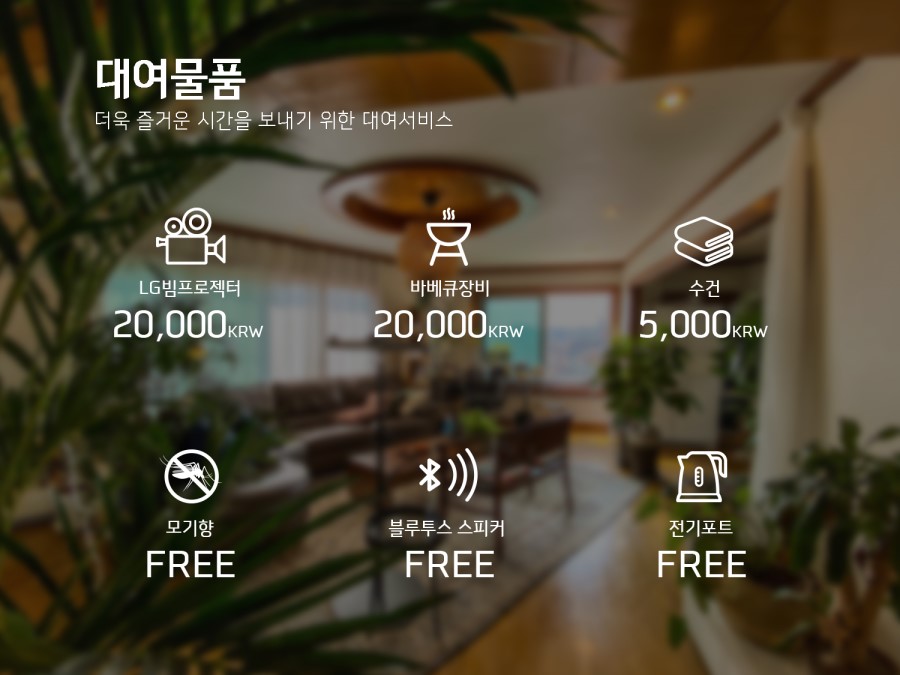 대여물품
더욱 즐거운 시간을 보내기 위한 대여서비스
LG빔프로젝터
20,000KRW
바베큐장비
20,000KRW
수건
5,000KRW
모기향
FREE
블루투스 스피커
FREE
전기포트
FREE